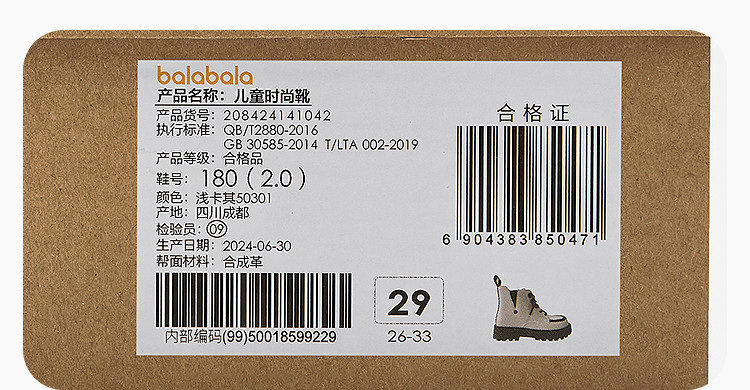 balabala
产品名称：儿童时尚靴
产品货号：208424141042
执行标准：QB/T2880-2016
GB 30585-2014 T/LTA 002-2019
产品等级：合格品
鞋号：180（2.0）
颜色：浅卡其50301
产地：四川成都
检验员：09
生产日期：2024-06-30
帮面材料：合成革
内部编码(99)50018599229
合格证
6 904383 850471
29
26-33